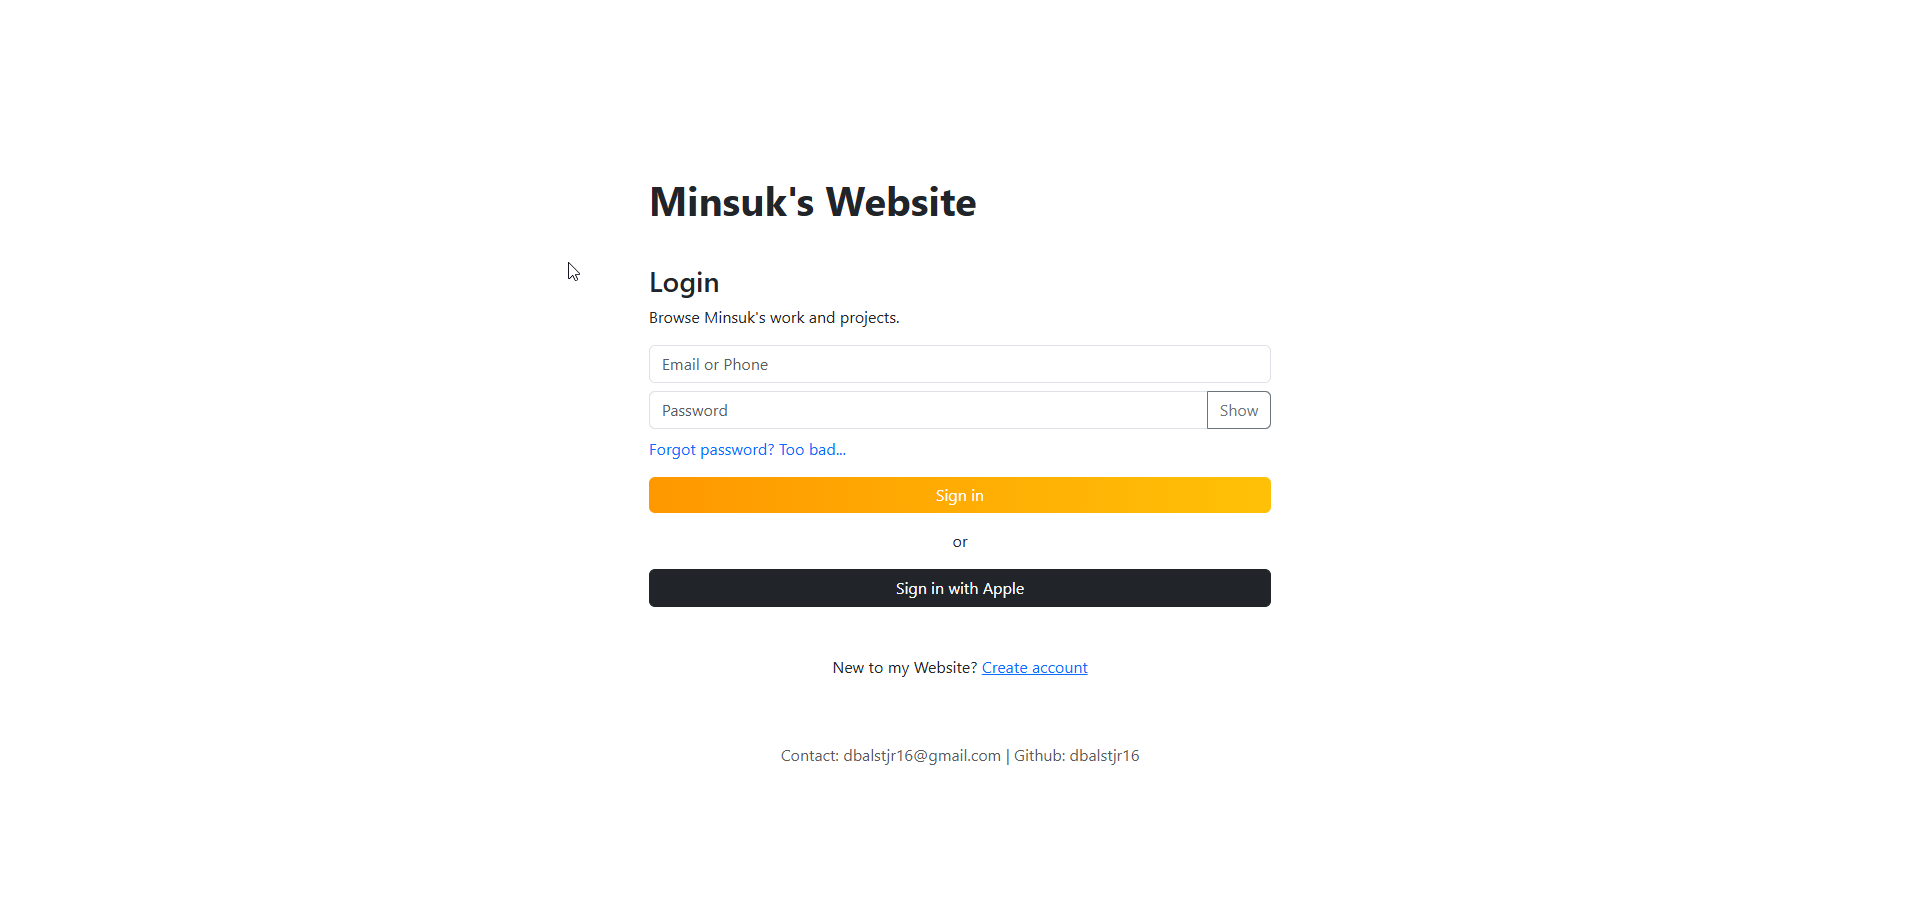 Minsuk's Website
Login
Browse Minsuk's work and projects.
Email or Phone
Password Show
Forgot password? Too bad...
Sign in
or
Sign in with Apple
New to my Website? Create account
Contact: dbalstjr16@gmail.com | Github: dbalstjr16